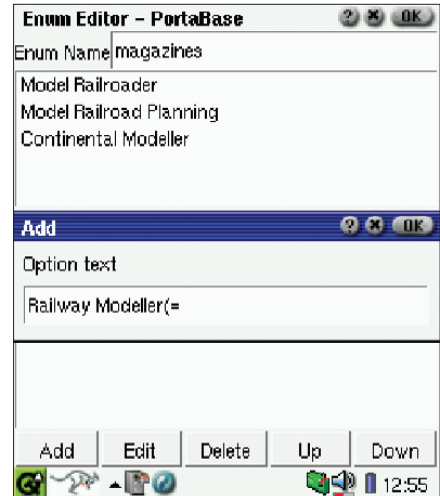 Enum Editor – PortaBase ? OK
Enum Name magazines
Model Railroader
Model Railroad Planning
Continental Modeller
Add ? OK
Option text
Railway Modeller(=
Add Edit Delete Up Down
12:55